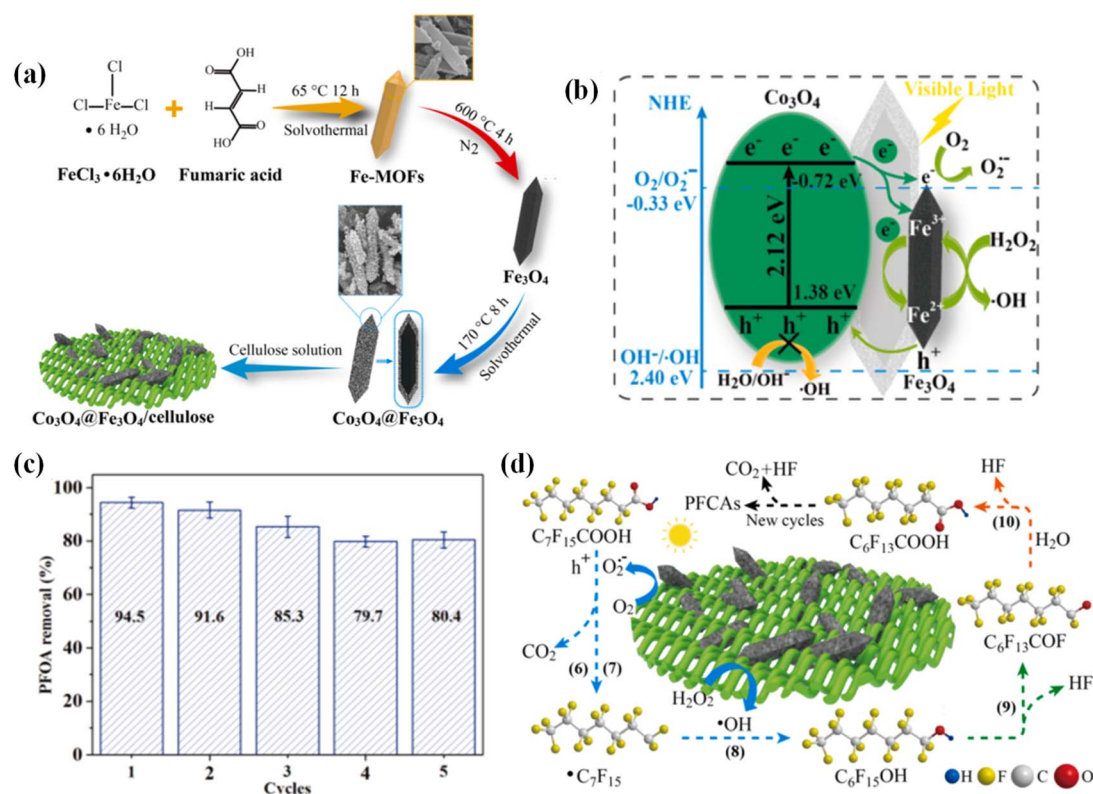 (a)
Cl
Cl Fe Cl
• 6 H2O
FeCl3•6H2O
+
O OH
H
H
HO O
Fumaric acid
65 °C 12 h
Solvothermal
Fe-MOFs
600 °C 4 h
N2
Fe3O4
170 °C 8 h
Solvothermal
Co3O4@Fe3O4
Cellulose solution
Co3O4@Fe3O4/cellulose
(b)
NHE
Co3O4
Visible Light
e- e- e-
-0.72 eV
O2/O2•-
-0.33 eV
2.12 eV
1.38 eV
h+ h+ h+
OH-/·OH
2.40 eV
H2O/OH-
·OH
e-
e-
e-
O2
O2•-
Fe3+
Fe2+
H2O2
·OH
h+
Fe3O4
(c)
PFOA removal (%)
100
80
60
40
20
0
94.5 91.6 85.3 79.7 80.4
1 2 3 4 5
Cycles
(d)
C7F15COOH
h+ O2•-
O2
CO2
(6) (7)
•C7F15
H2O2
•OH
(8)
C6F15OH
(9)
HF
C6F13COF
H2O
(10)
HF
C6F13COOH
New cycles
PFCAs
CO2+HF
H F C O